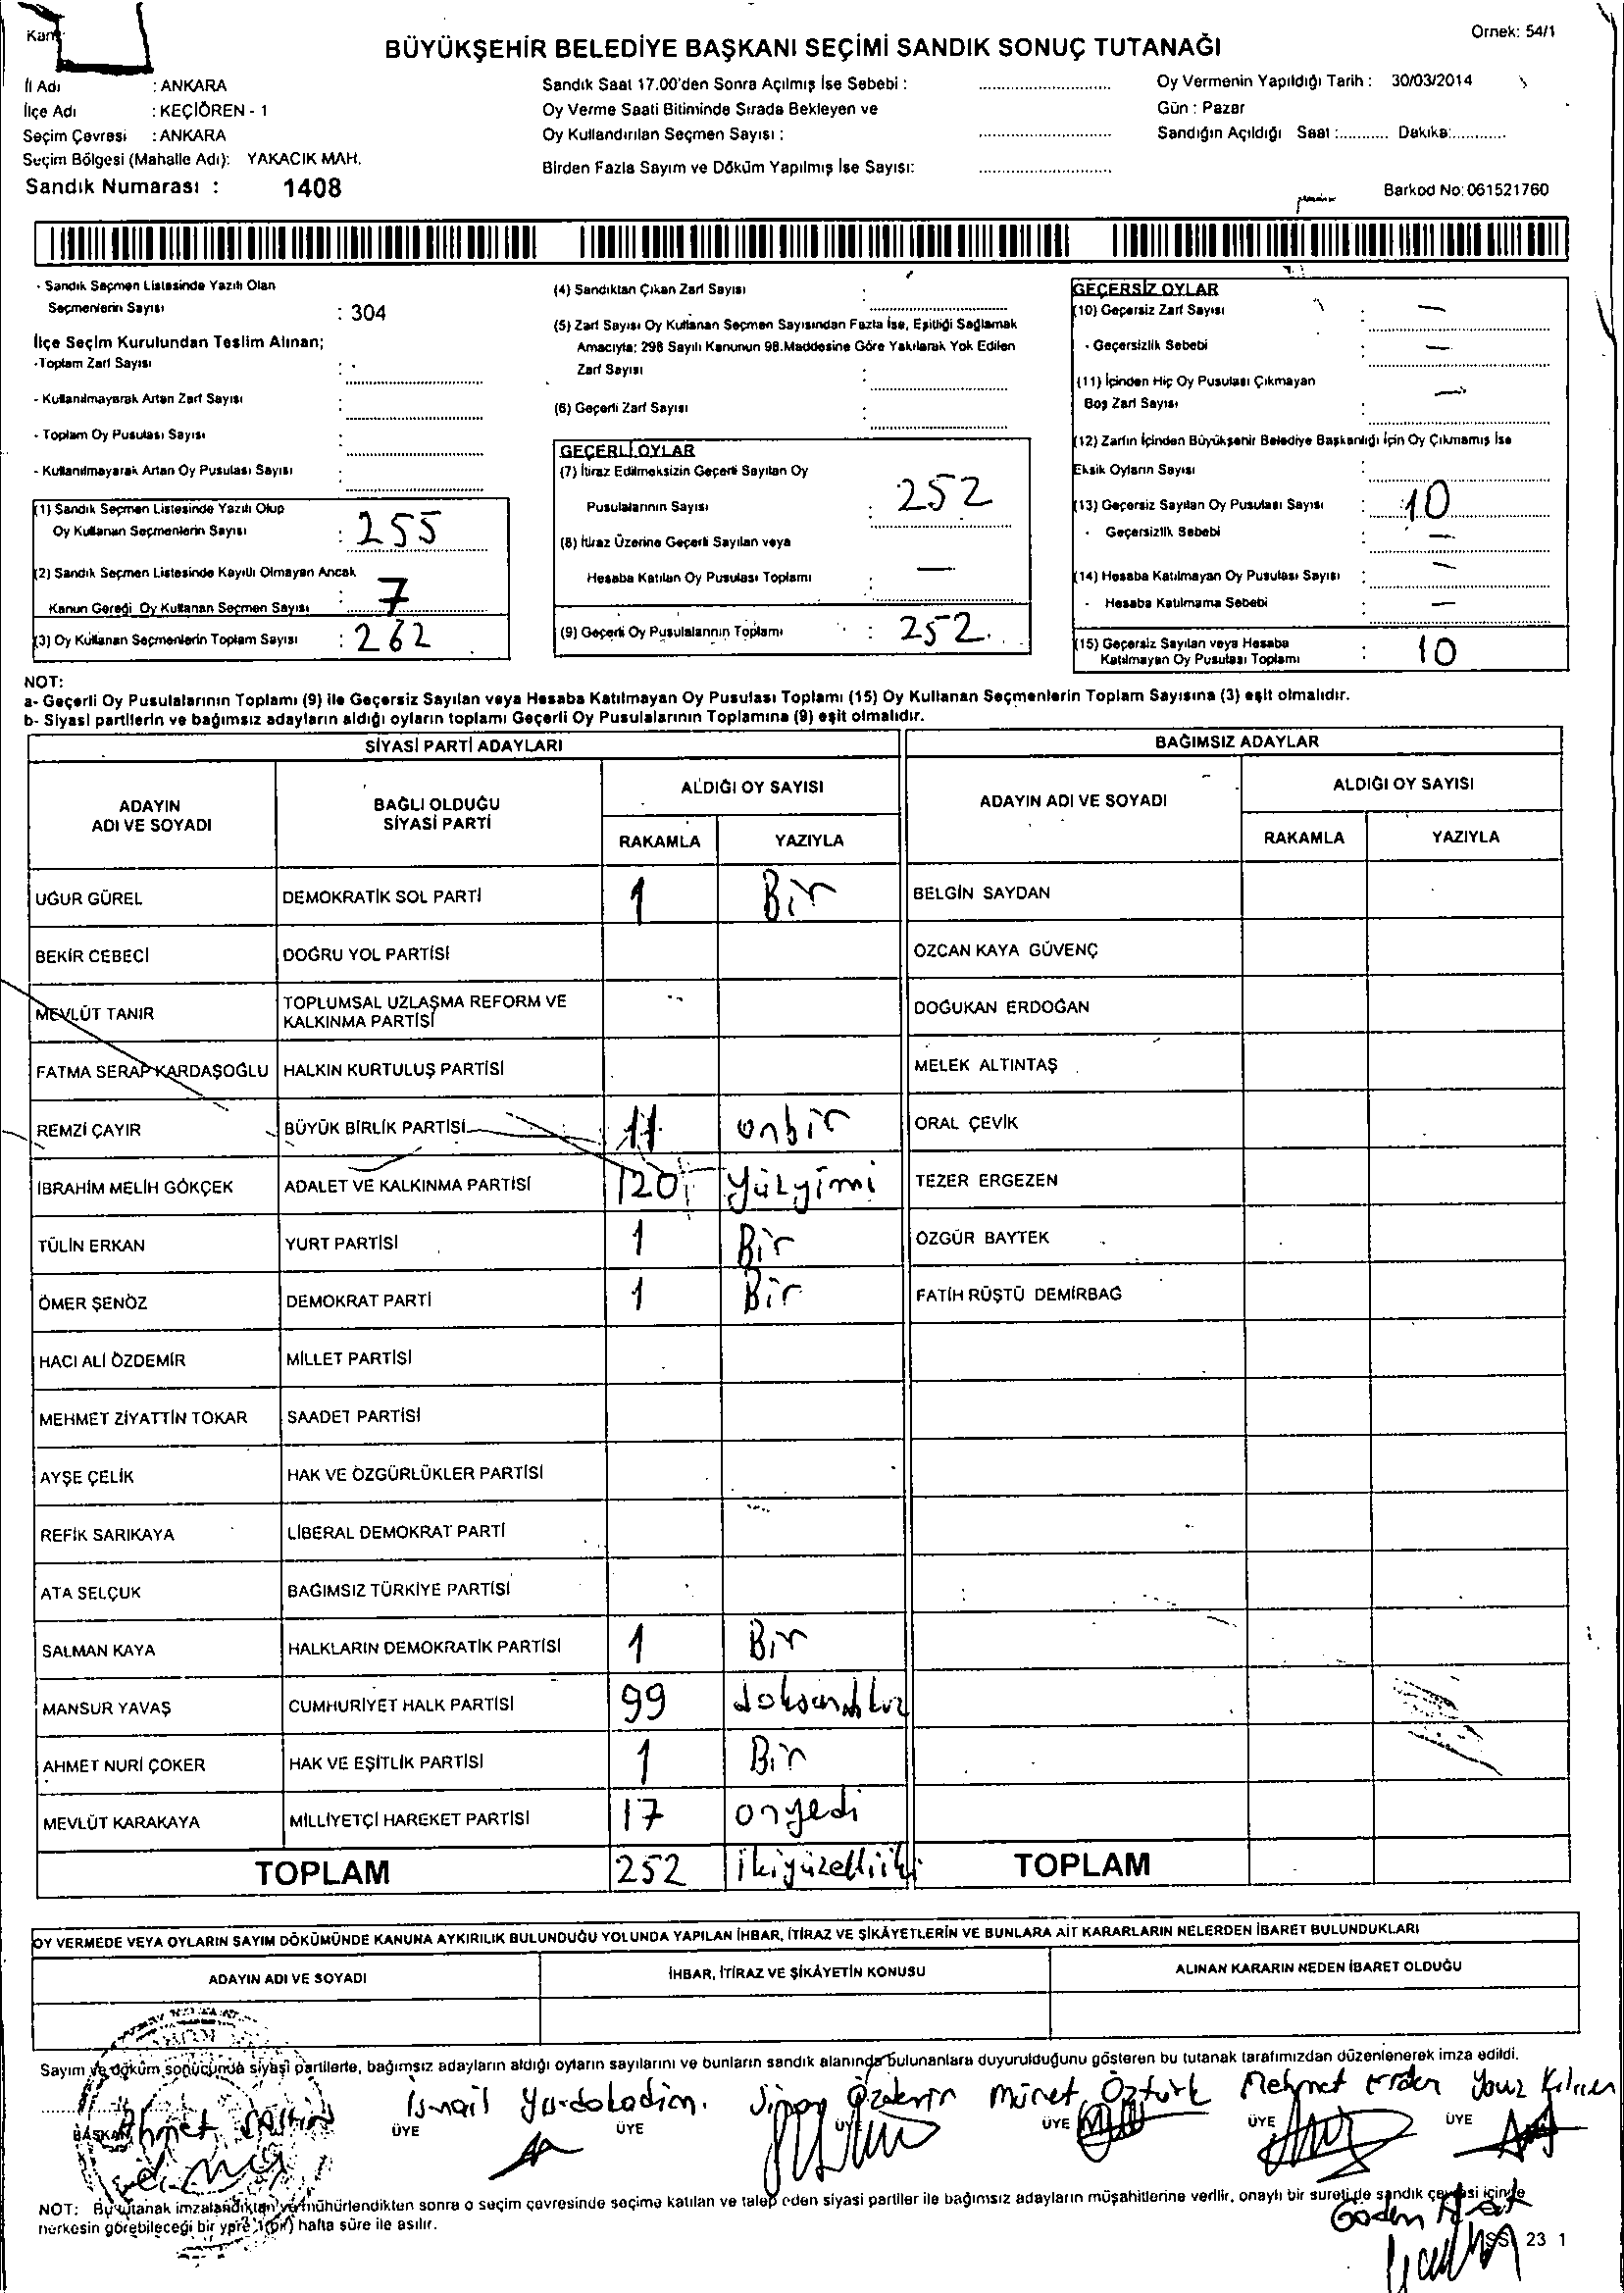 Örnek: 54/1
BÜYÜKŞEHİR BELEDİYE BAŞKANI SEÇİMİ SANDIK SONUÇ TUTANAĞI
İl Adı : ANKARA
İlçe Adı : KEÇİÖREN - 1
Seçim Çevresi : ANKARA
Seçim Bölgesi (Mahalle Adı): YAKACIK MAH.
Sandık Numarası : 1408
Sandık Saat 17.00'den Sonra Açılmış İse Sebebi :
Oy Verme Saati Bitiminde Sırada Bekleyen ve
Oy Kullandırılan Seçmen Sayısı :
Birden Fazla Sayım ve Döküm Yapılmış İse Sayısı:
Oy Vermenin Yapıldığı Tarih : 30/03/2014
Gün : Pazar
Sandığın Açıldığı Saat :........... Dakika:............
Barkod No: 061521760
- Sandık Seçmen Listesinde Yazılı Olan
Seçmenlerin Sayısı : 304
İlçe Seçim Kurulundan Teslim Alınan;
-Toplam Zarf Sayısı :
- Kullanılmayarak Artan Zarf Sayısı :
- Toplam Oy Pusulası Sayısı :
- Kullanılmayarak Artan Oy Pusulası Sayısı :
(1) Sandık Seçmen Listesinde Yazılı Olup
Oy Kullanan Seçmenlerin Sayısı : 255
(2) Sandık Seçmen Listesinde Kayıtlı Olmayan Ancak
Kanun Gereği Oy Kullanan Seçmen Sayısı : 7
(3) Oy Kullanan Seçmenlerin Toplam Sayısı : 262
(4) Sandıktan Çıkan Zarf Sayısı :
(5) Zarf Sayısı Oy Kullanan Seçmen Sayısından Fazla İse, Eşitliği Sağlamak
Amacıyla; 298 Sayılı Kanunun 98.Maddesine Göre Yakılarak Yok Edilen
Zarf Sayısı :
(6) Geçerli Zarf Sayısı :
GEÇERLİ OYLAR
(7) İtiraz Edilmeksizin Geçerli Sayılan Oy
Pusulalarının Sayısı : 252
(8) İtiraz Üzerine Geçerli Sayılan veya
Hesaba Katılan Oy Pusulası Toplamı : —
(9) Geçerli Oy Pusulalarının Toplamı : 252
GEÇERSİZ OYLAR
(10) Geçersiz Zarf Sayısı : —
- Geçersizlik Sebebi : —
(11) İçinden Hiç Oy Pusulası Çıkmayan
Boş Zarf Sayısı : —
(12) Zarfın İçinden Büyükşehir Belediye Başkanlığı İçin Oy Çıkmamış İse
Eksik Oyların Sayısı :
(13) Geçersiz Sayılan Oy Pusulası Sayısı : 10
- Geçersizlik Sebebi : —
(14) Hesaba Katılmayan Oy Pusulası Sayısı : —
- Hesaba Katılmama Sebebi : —
(15) Geçersiz Sayılan veya Hesaba
Katılmayan Oy Pusulası Toplamı : 10
NOT:
a- Geçerli Oy Pusulalarının Toplamı (9) ile Geçersiz Sayılan veya Hesaba Katılmayan Oy Pusulası Toplamı (15) Oy Kullanan Seçmenlerin Toplam Sayısına (3) eşit olmalıdır.
b- Siyasi partilerin ve bağımsız adayların aldığı oyların toplamı Geçerli Oy Pusulalarının Toplamına (9) eşit olmalıdır.
SİYASİ PARTİ ADAYLARI
ADAYIN ADI VE SOYADI
BAĞLI OLDUĞU SİYASİ PARTİ
ALDIĞI OY SAYISI
RAKAMLA YAZIYLA
UĞUR GÜREL DEMOKRATİK SOL PARTİ 1 Bir
BEKİR CEBECİ DOĞRU YOL PARTİSİ
MEVLÜT TANIR TOPLUMSAL UZLAŞMA REFORM VE KALKINMA PARTİSİ
FATMA SERAP KARDAŞOĞLU HALKIN KURTULUŞ PARTİSİ
REMZİ ÇAYIR BÜYÜK BİRLİK PARTİSİ 11 onbir
İBRAHİM MELİH GÖKÇEK ADALET VE KALKINMA PARTİSİ 120 yüzyimi
TÜLİN ERKAN YURT PARTİSİ 1 Bir
ÖMER ŞENÖZ DEMOKRAT PARTİ 1 Bir
HACI ALİ ÖZDEMİR MİLLET PARTİSİ
MEHMET ZİYATTİN TOKAR SAADET PARTİSİ
AYŞE ÇELİK HAK VE ÖZGÜRLÜKLER PARTİSİ
REFİK SARIKAYA LİBERAL DEMOKRAT PARTİ
ATA SELÇUK BAĞIMSIZ TÜRKİYE PARTİSİ
SALMAN KAYA HALKLARIN DEMOKRATİK PARTİSİ 1 Bir
MANSUR YAVAŞ CUMHURİYET HALK PARTİSİ 99
AHMET NURİ ÇOKER HAK VE EŞİTLİK PARTİSİ 1 Bir
MEVLÜT KARAKAYA MİLLİYETÇİ HAREKET PARTİSİ 17 onyedi
TOPLAM 252 ikiyüzelliiki
BAĞIMSIZ ADAYLAR
ADAYIN ADI VE SOYADI
ALDIĞI OY SAYISI
RAKAMLA YAZIYLA
BELGİN SAYDAN
ÖZCAN KAYA GÜVENÇ
DOĞUKAN ERDOĞAN
MELEK ALTINTAŞ
ORAL ÇEVİK
TEZER ERGEZEN
ÖZGÜR BAYTEK
FATİH RÜŞTÜ DEMİRBAĞ
TOPLAM
OY VERMEDE VEYA OYLARIN SAYIM DÖKÜMÜNDE KANUNA AYKIRILIK BULUNDUĞU YOLUNDA YAPILAN İHBAR, İTİRAZ VE ŞİKÂYETLERİN VE BUNLARA AİT KARARLARIN NELERDEN İBARET BULUNDUKLARI
ADAYIN ADI VE SOYADI İHBAR, İTİRAZ VE ŞİKÂYETİN KONUSU ALINAN KARARIN NEDEN İBARET OLDUĞU
Sayım ve döküm sonucunda siyasi partilerle, bağımsız adayların aldığı oyların sayılarını ve bunların sandık alanında bulunanlara duyurulduğunu gösteren bu tutanak tarafımızdan düzenlenerek imza edildi.
Ahmet İsmail Özdemir Mürvet Öztürk Mehmet Erden
BAŞKAN ÜYE ÜYE ÜYE ÜYE ÜYE ÜYE
NOT: Bu tutanak imzalandıktan ve mühürlendikten sonra o seçim çevresinde seçime katılan ve talep eden siyasi partiler ile bağımsız adayların müşahitlerine verilir, onaylı bir sureti de sandık çevresi içinde
herkesin görebileceği bir yere 1(bir) hafta süre ile asılır.
23 1